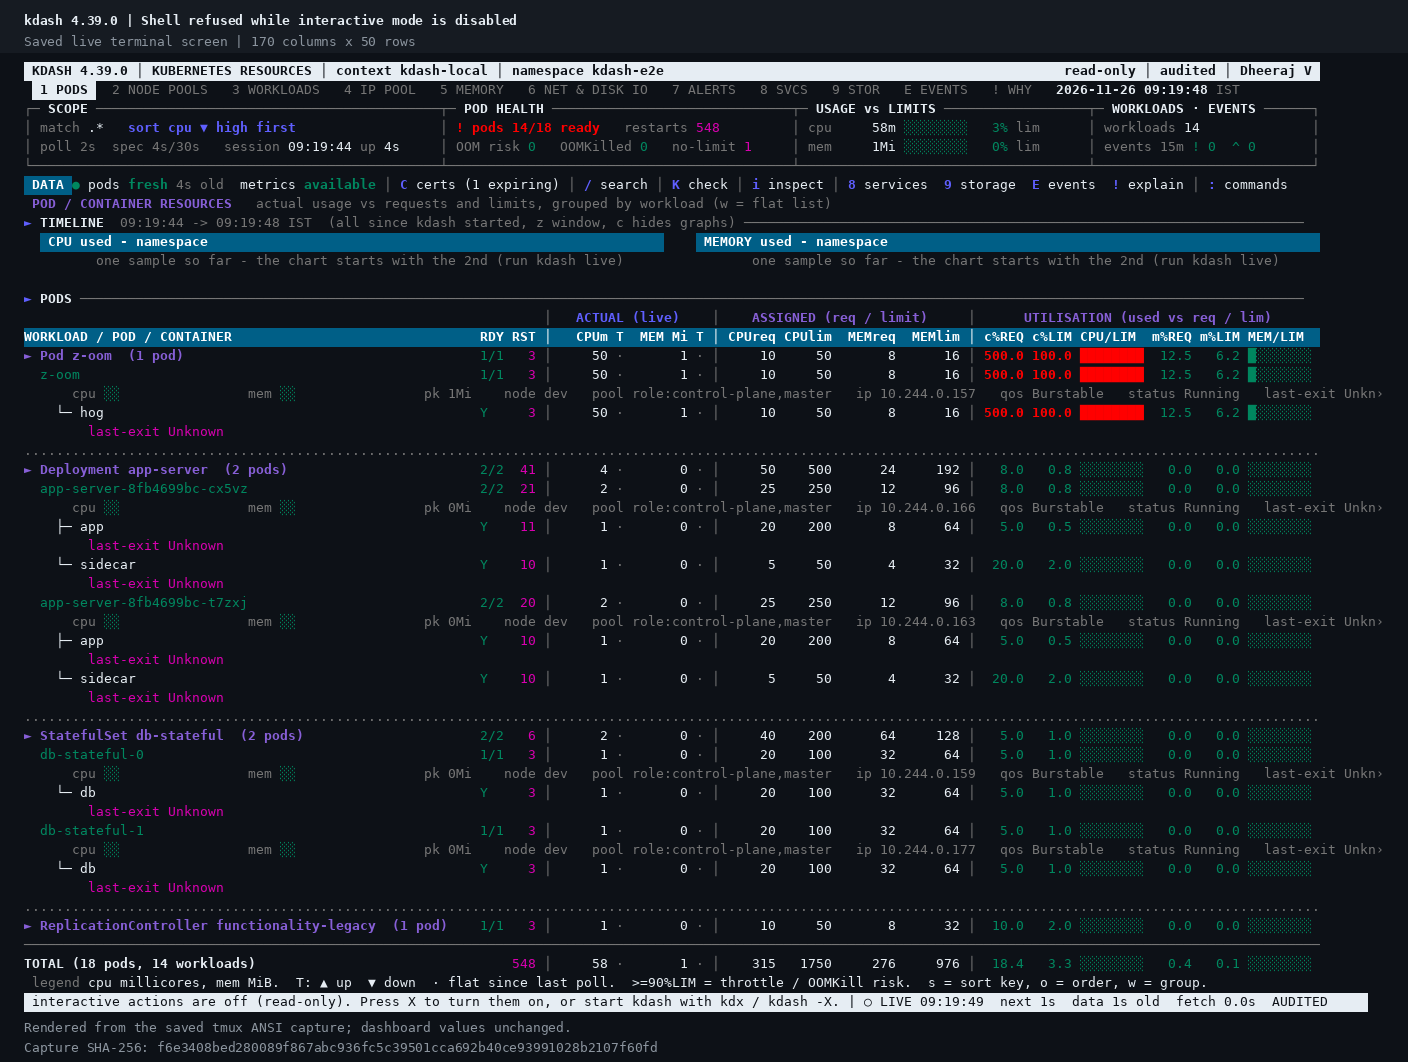 kdash 4.39.0 | Shell refused while interactive mode is disabled
Saved live terminal screen | 170 columns x 50 rows
KDASH 4.39.0 │ KUBERNETES RESOURCES │ context kdash-local │ namespace kdash-e2e read-only │ audited │ Dheeraj V
1 PODS 2 NODE POOLS 3 WORKLOADS 4 IP POOL 5 MEMORY 6 NET & DISK IO 7 ALERTS 8 SVCS 9 STOR E EVENTS ! WHY 2026-11-26 09:19:48 IST
SCOPE POD HEALTH USAGE vs LIMITS WORKLOADS · EVENTS
match .* sort cpu ▼ high first │ ! pods 14/18 ready restarts 548 │ cpu 58m ░░░░░░░░ 3% lim │ workloads 14
poll 2s spec 4s/30s session 09:19:44 up 4s │ OOM risk 0 OOMKilled 0 no-limit 1 │ mem 1Mi ░░░░░░░░ 0% lim │ events 15m ! 0 ^ 0
DATA ● pods fresh 4s old metrics available │ C certs (1 expiring) │ / search │ K check │ i inspect │ 8 services 9 storage E events ! explain │ : commands
POD / CONTAINER RESOURCES actual usage vs requests and limits, grouped by workload (w = flat list)
► TIMELINE 09:19:44 -> 09:19:48 IST (all since kdash started, z window, c hides graphs)
CPU used - namespace MEMORY used - namespace
one sample so far - the chart starts with the 2nd (run kdash live) one sample so far - the chart starts with the 2nd (run kdash live)
► PODS
│ ACTUAL (live) │ ASSIGNED (req / limit) │ UTILISATION (used vs req / lim)
WORKLOAD / POD / CONTAINER RDY RST │ CPUm T MEM Mi T │ CPUreq CPUlim MEMreq MEMlim │ c%REQ c%LIM CPU/LIM m%REQ m%LIM MEM/LIM
► Pod z-oom (1 pod) 1/1 3 │ 50 · 1 · │ 10 50 8 16 │ 500.0 100.0 ████████ 12.5 6.2 █░░░░░░░
z-oom 1/1 3 │ 50 · 1 · │ 10 50 8 16 │ 500.0 100.0 ████████ 12.5 6.2 █░░░░░░░
cpu ░░ mem ░░ pk 1Mi node dev pool role:control-plane,master ip 10.244.0.157 qos Burstable status Running last-exit Unkn›
└─ hog Y 3 │ 50 · 1 · │ 10 50 8 16 │ 500.0 100.0 ████████ 12.5 6.2 █░░░░░░░
last-exit Unknown
► Deployment app-server (2 pods) 2/2 41 │ 4 · 0 · │ 50 500 24 192 │ 8.0 0.8 ░░░░░░░░ 0.0 0.0 ░░░░░░░░
app-server-8fb4699bc-cx5vz 2/2 21 │ 2 · 0 · │ 25 250 12 96 │ 8.0 0.8 ░░░░░░░░ 0.0 0.0 ░░░░░░░░
cpu ░░ mem ░░ pk 0Mi node dev pool role:control-plane,master ip 10.244.0.166 qos Burstable status Running last-exit Unkn›
├─ app Y 11 │ 1 · 0 · │ 20 200 8 64 │ 5.0 0.5 ░░░░░░░░ 0.0 0.0 ░░░░░░░░
last-exit Unknown
└─ sidecar Y 10 │ 1 · 0 · │ 5 50 4 32 │ 20.0 2.0 ░░░░░░░░ 0.0 0.0 ░░░░░░░░
last-exit Unknown
app-server-8fb4699bc-t7zxj 2/2 20 │ 2 · 0 · │ 25 250 12 96 │ 8.0 0.8 ░░░░░░░░ 0.0 0.0 ░░░░░░░░
cpu ░░ mem ░░ pk 0Mi node dev pool role:control-plane,master ip 10.244.0.163 qos Burstable status Running last-exit Unkn›
├─ app Y 10 │ 1 · 0 · │ 20 200 8 64 │ 5.0 0.5 ░░░░░░░░ 0.0 0.0 ░░░░░░░░
last-exit Unknown
└─ sidecar Y 10 │ 1 · 0 · │ 5 50 4 32 │ 20.0 2.0 ░░░░░░░░ 0.0 0.0 ░░░░░░░░
last-exit Unknown
► StatefulSet db-stateful (2 pods) 2/2 6 │ 2 · 0 · │ 40 200 64 128 │ 5.0 1.0 ░░░░░░░░ 0.0 0.0 ░░░░░░░░
db-stateful-0 1/1 3 │ 1 · 0 · │ 20 100 32 64 │ 5.0 1.0 ░░░░░░░░ 0.0 0.0 ░░░░░░░░
cpu ░░ mem ░░ pk 0Mi node dev pool role:control-plane,master ip 10.244.0.159 qos Burstable status Running last-exit Unkn›
└─ db Y 3 │ 1 · 0 · │ 20 100 32 64 │ 5.0 1.0 ░░░░░░░░ 0.0 0.0 ░░░░░░░░
last-exit Unknown
db-stateful-1 1/1 3 │ 1 · 0 · │ 20 100 32 64 │ 5.0 1.0 ░░░░░░░░ 0.0 0.0 ░░░░░░░░
cpu ░░ mem ░░ pk 0Mi node dev pool role:control-plane,master ip 10.244.0.177 qos Burstable status Running last-exit Unkn›
└─ db Y 3 │ 1 · 0 · │ 20 100 32 64 │ 5.0 1.0 ░░░░░░░░ 0.0 0.0 ░░░░░░░░
last-exit Unknown
► ReplicationController functionality-legacy (1 pod) 1/1 3 │ 1 · 0 · │ 10 50 8 32 │ 10.0 2.0 ░░░░░░░░ 0.0 0.0 ░░░░░░░░
TOTAL (18 pods, 14 workloads) 548 │ 58 · 1 · │ 315 1750 276 976 │ 18.4 3.3 ░░░░░░░░ 0.4 0.1 ░░░░░░░░
legend cpu millicores, mem MiB. T: ▲ up ▼ down · flat since last poll. >=90%LIM = throttle / OOMKill risk. s = sort key, o = order, w = group.
interactive actions are off (read-only). Press X to turn them on, or start kdash with kdx / kdash -X. | ○ LIVE 09:19:49 next 1s data 1s old fetch 0.0s AUDITED
Rendered from the saved tmux ANSI capture; dashboard values unchanged.
Capture SHA-256: f6e3408bed280089f867abc936fc5c39501cca692b40ce93991028b2107f60fd